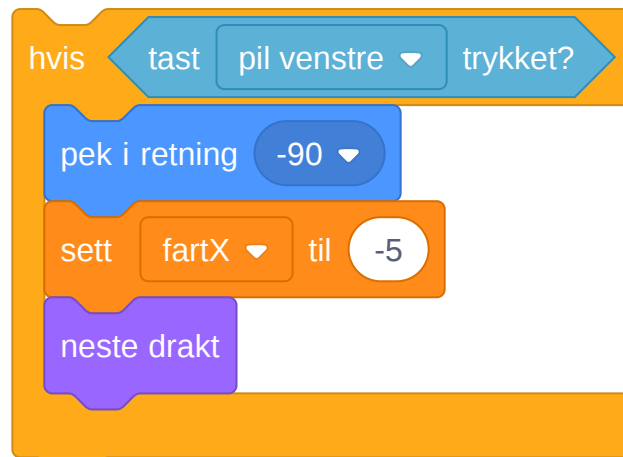 hvis tast pil venstre trykket?
pek i retning -90
sett fartX til -5
neste drakt